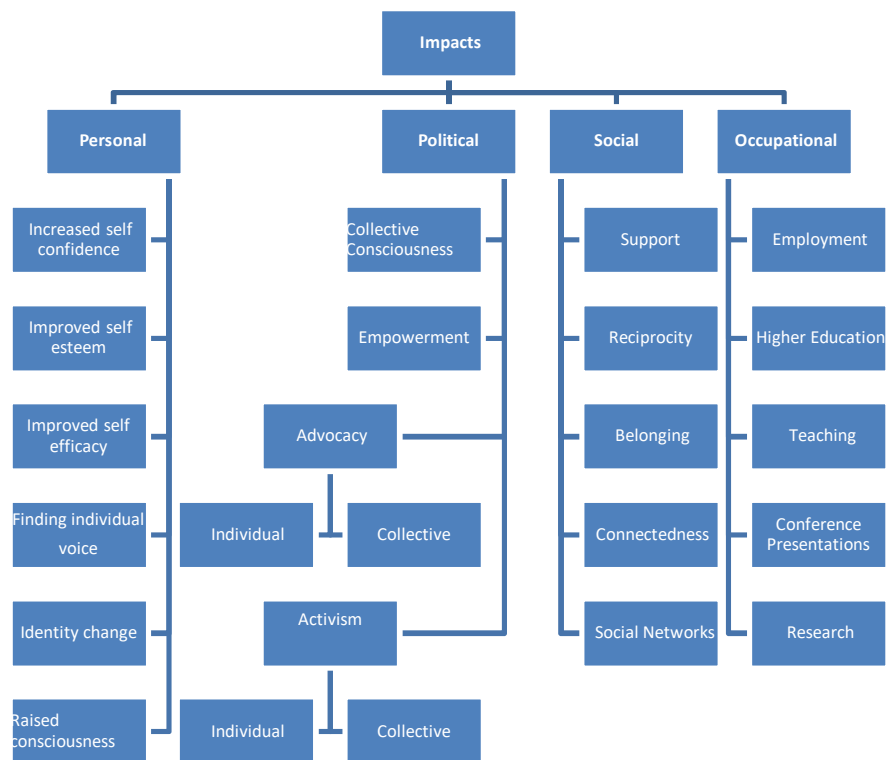 Impacts
Personal
Political
Social
Occupational
Increased self
confidence
Improved self
esteem
Improved self
efficacy
Finding individual
voice
Identity change
Raised
consciousness
Collective
Consciousness
Empowerment
Advocacy
Individual
Collective
Activism
Individual
Collective
Support
Reciprocity
Belonging
Connectedness
Social Networks
Employment
Higher Education
Teaching
Conference
Presentations
Research